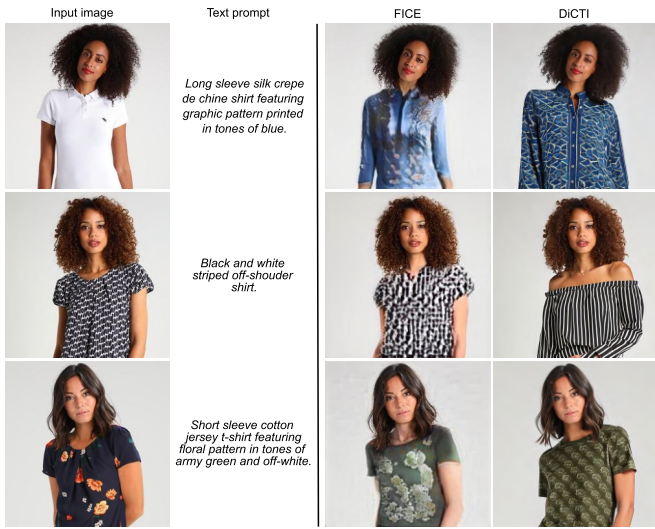 Input image
Text prompt
FICE
DiCTI
Long sleeve silk crepe
de chine shirt featuring
graphic pattern printed
in tones of blue.
Black and white
striped off-shouder
shirt.
Short sleeve cotton
jersey t-shirt featuring
floral pattern in tones of
army green and off-white.